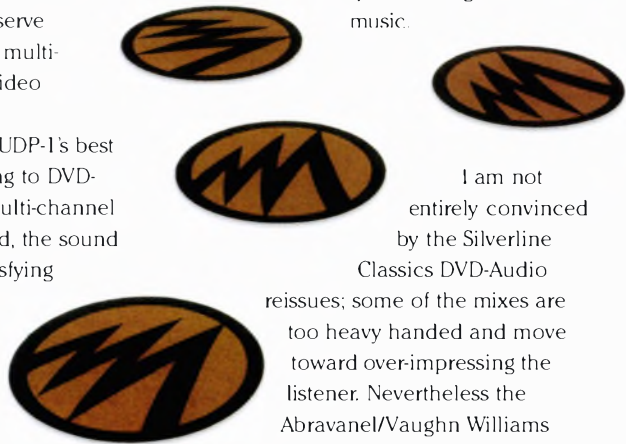 serve
multi-
ideo
UDP-1's best
ng to DVD-
ulti-channel
d, the sound
sfying
music.
I am not
entirely convinced
by the Silverline
Classics DVD-Audio
reissues; some of the mixes are
too heavy handed and move
toward over-impressing the
listener. Nevertheless the
Abravanel/Vaughn Williams